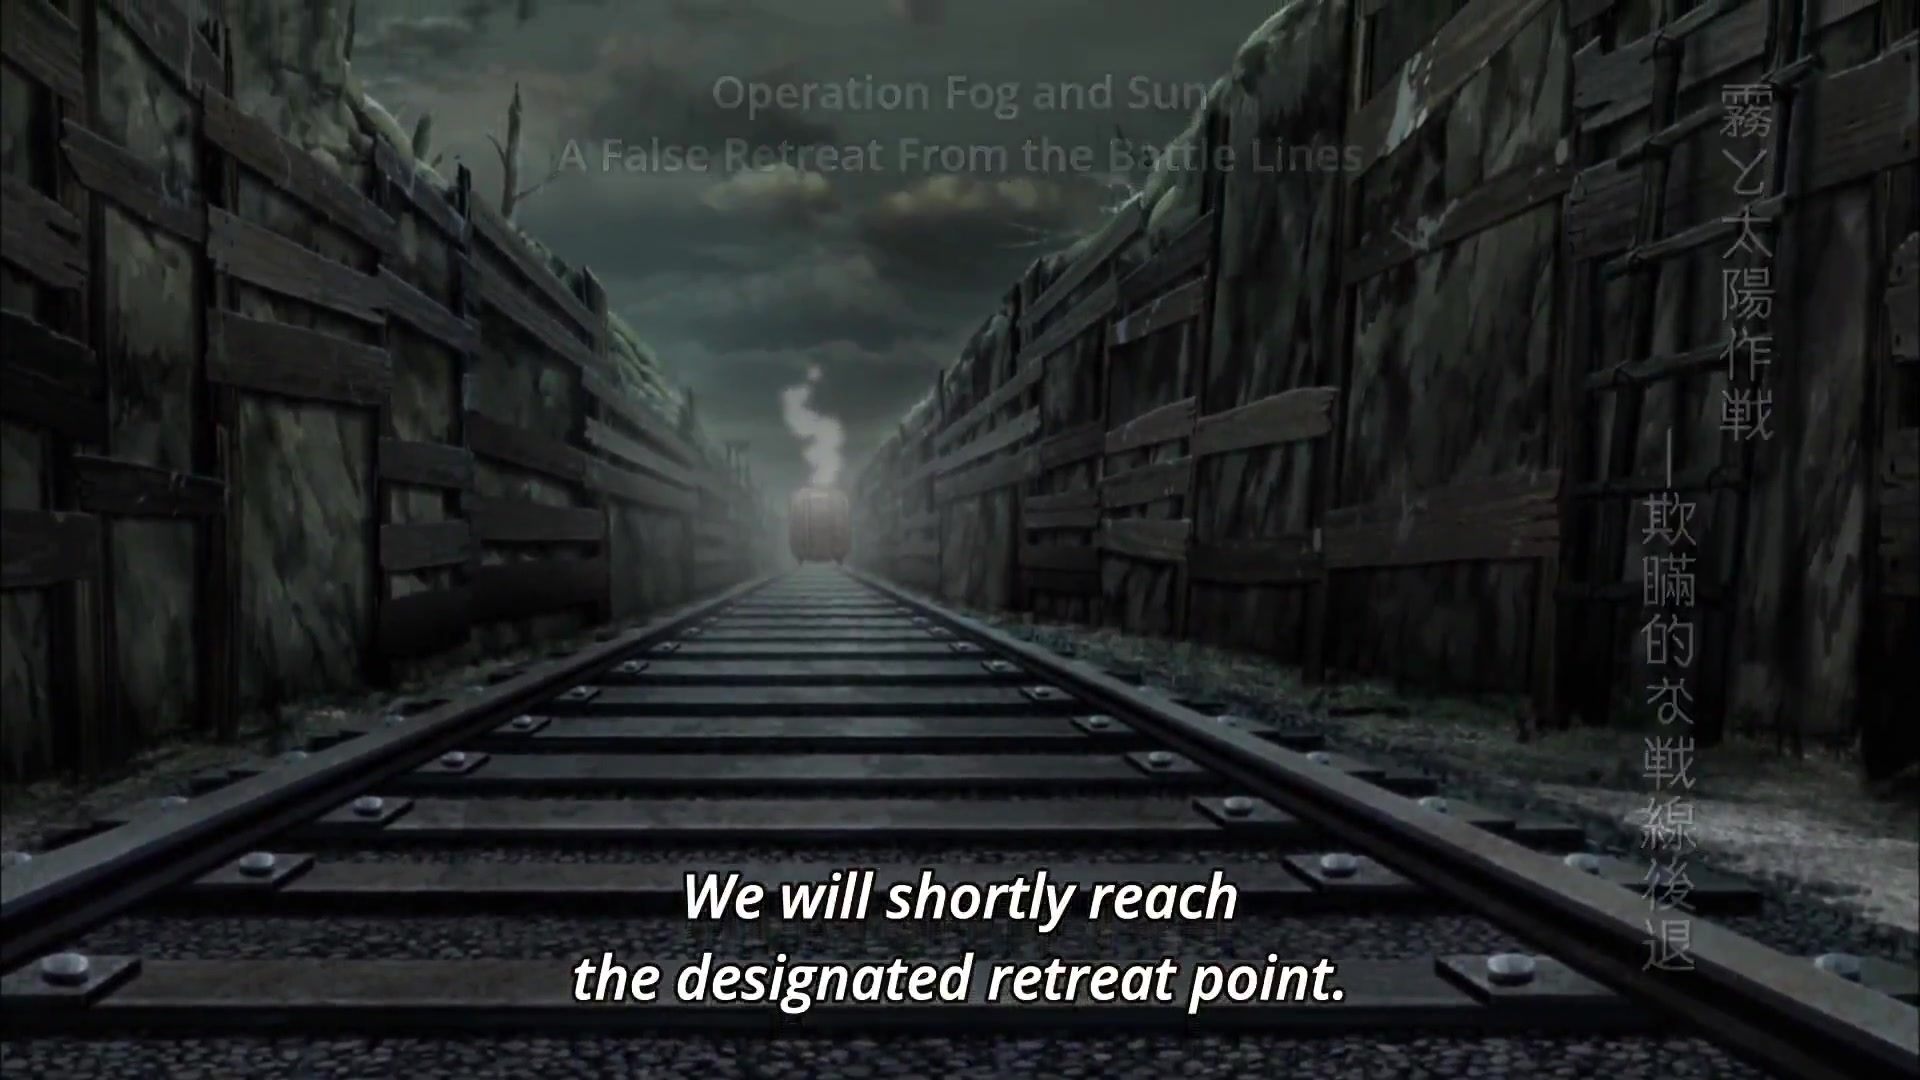 Operation Fog and Sun
A False Retreat From the Battle Lines
霧と太陽作戦
―欺瞞的な戦線後退
We will shortly reach
the designated retreat point.